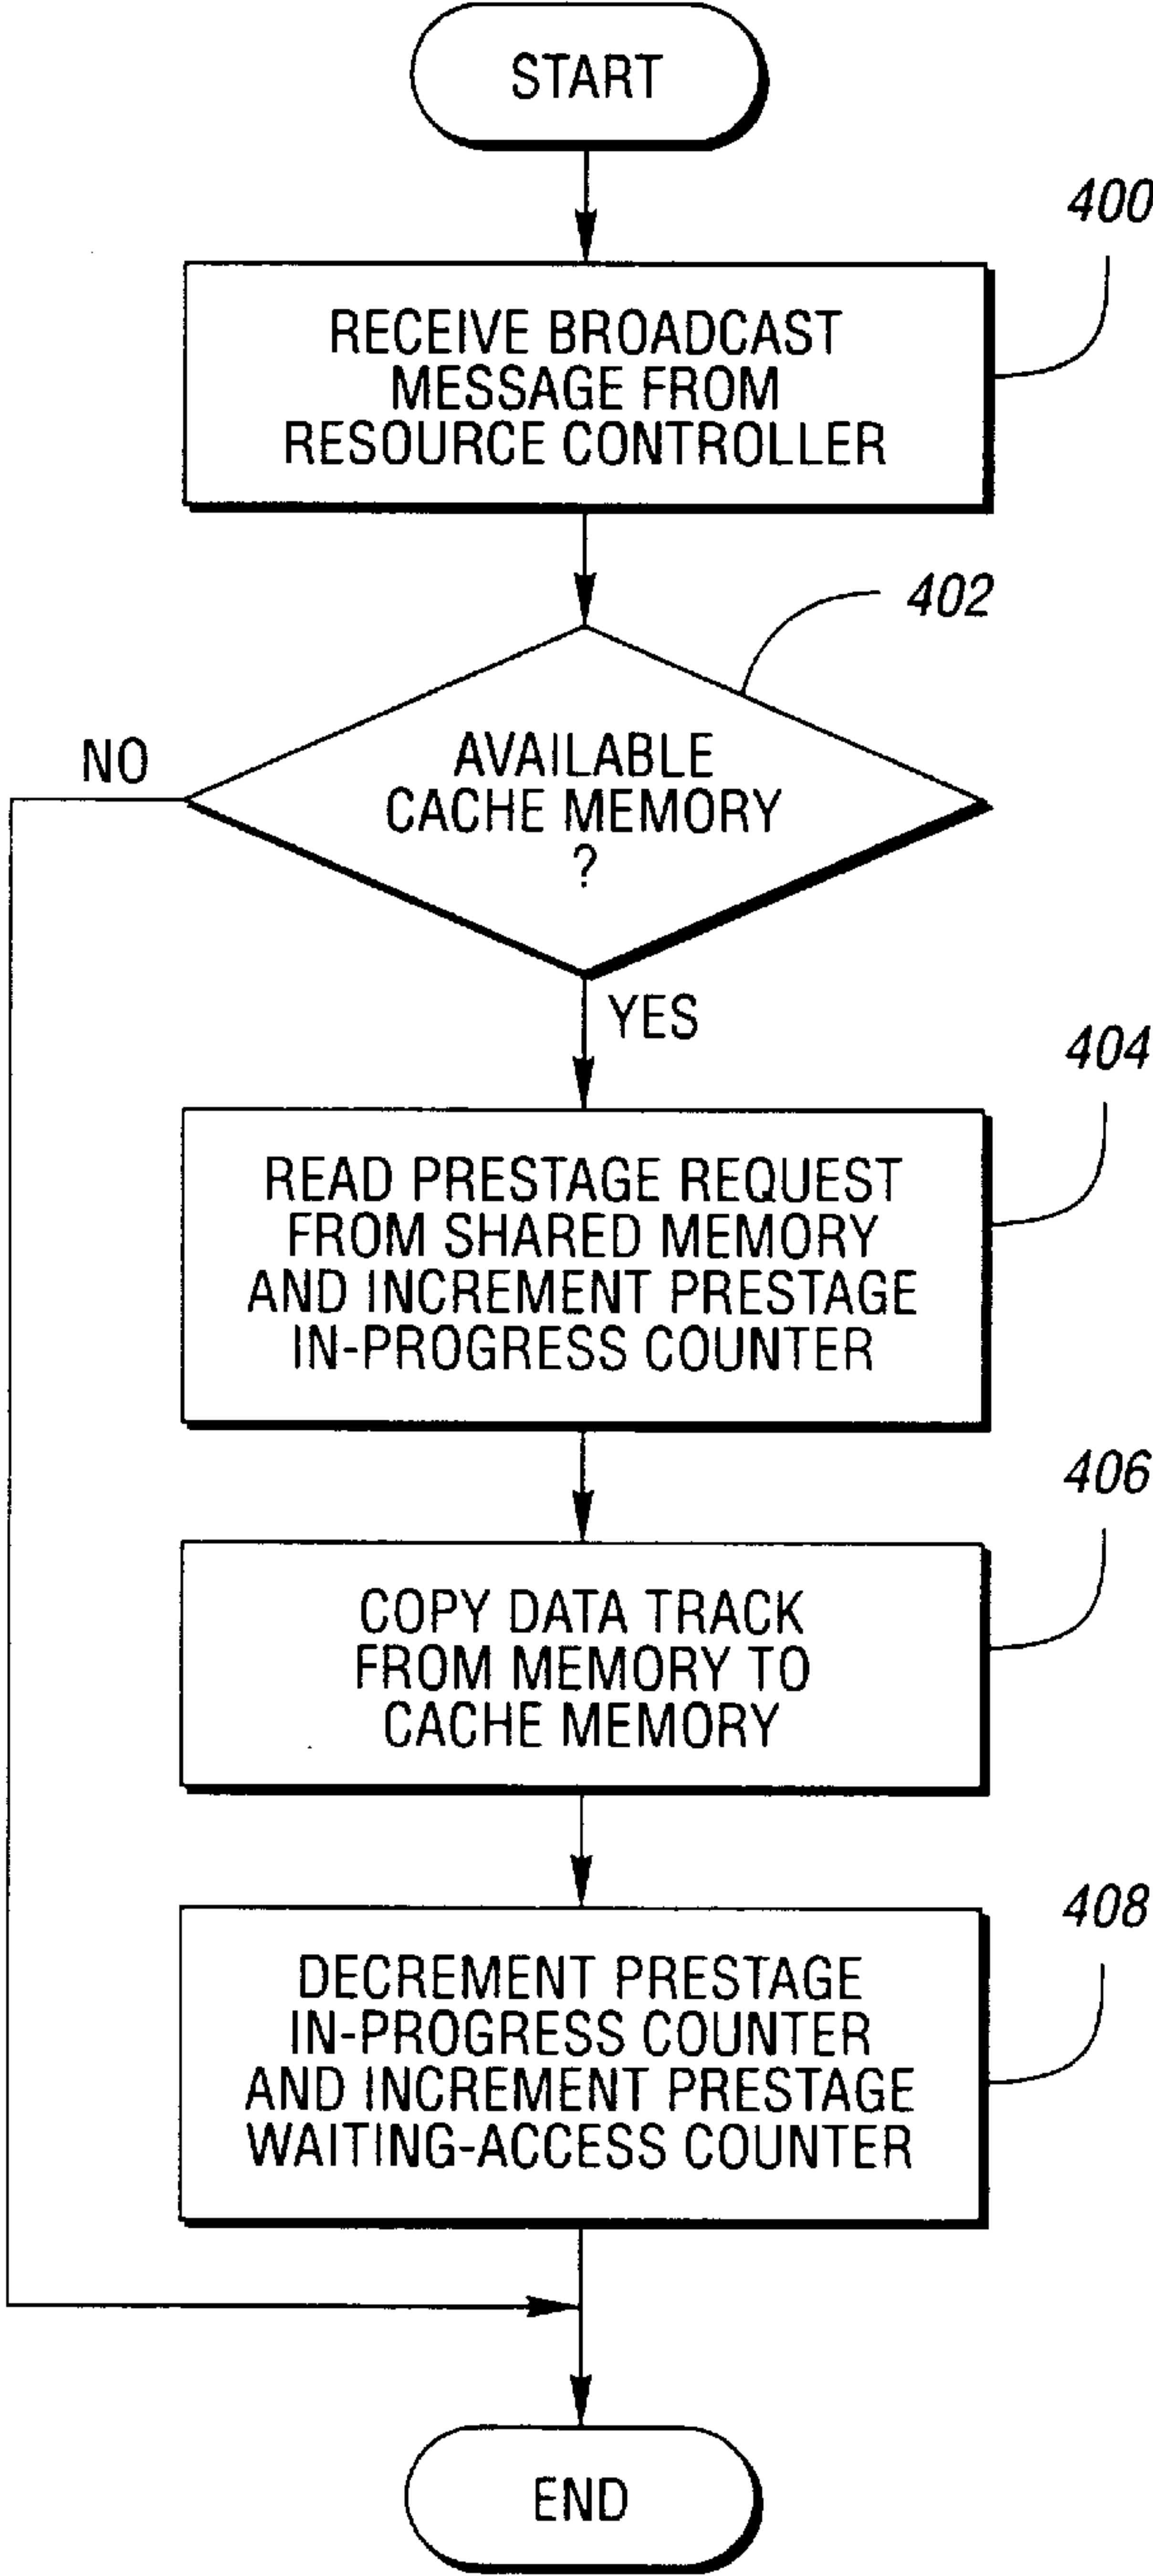 START
400
RECEIVE BROADCAST
MESSAGE FROM
RESOURCE CONTROLLER
402
NO
AVAILABLE
CACHE MEMORY
?
YES
404
READ PRESTAGE REQUEST
FROM SHARED MEMORY
AND INCREMENT PRESTAGE
IN-PROGRESS COUNTER
406
COPY DATA TRACK
FROM MEMORY TO
CACHE MEMORY
408
DECREMENT PRESTAGE
IN-PROGRESS COUNTER
AND INCREMENT PRESTAGE
WAITING-ACCESS COUNTER
END